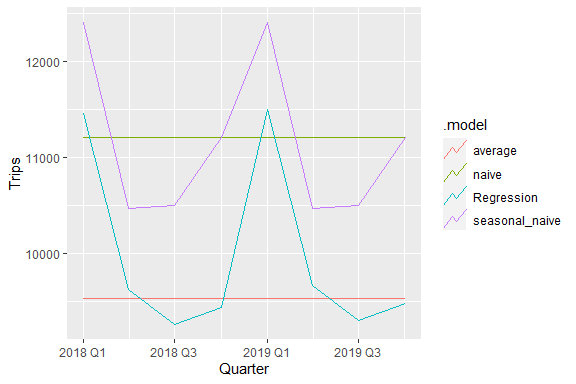 12000
11000
10000
Trips
2018 Q1
2018 Q3
2019 Q1
2019 Q3
Quarter
.model
average
naive
Regression
seasonal_naive